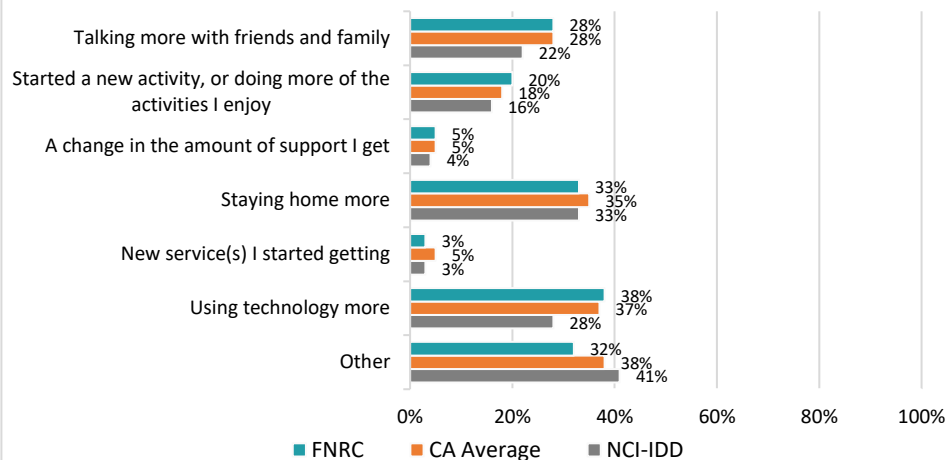 Talking more with friends and family
28%
28%
22%
Started a new activity, or doing more of the
activities I enjoy
20%
18%
16%
A change in the amount of support I get
5%
5%
4%
Staying home more
33%
35%
33%
New service(s) I started getting
3%
5%
3%
Using technology more
38%
37%
28%
Other
32%
38%
41%
0% 20% 40% 60% 80% 100%
FNRC CA Average NCI-IDD